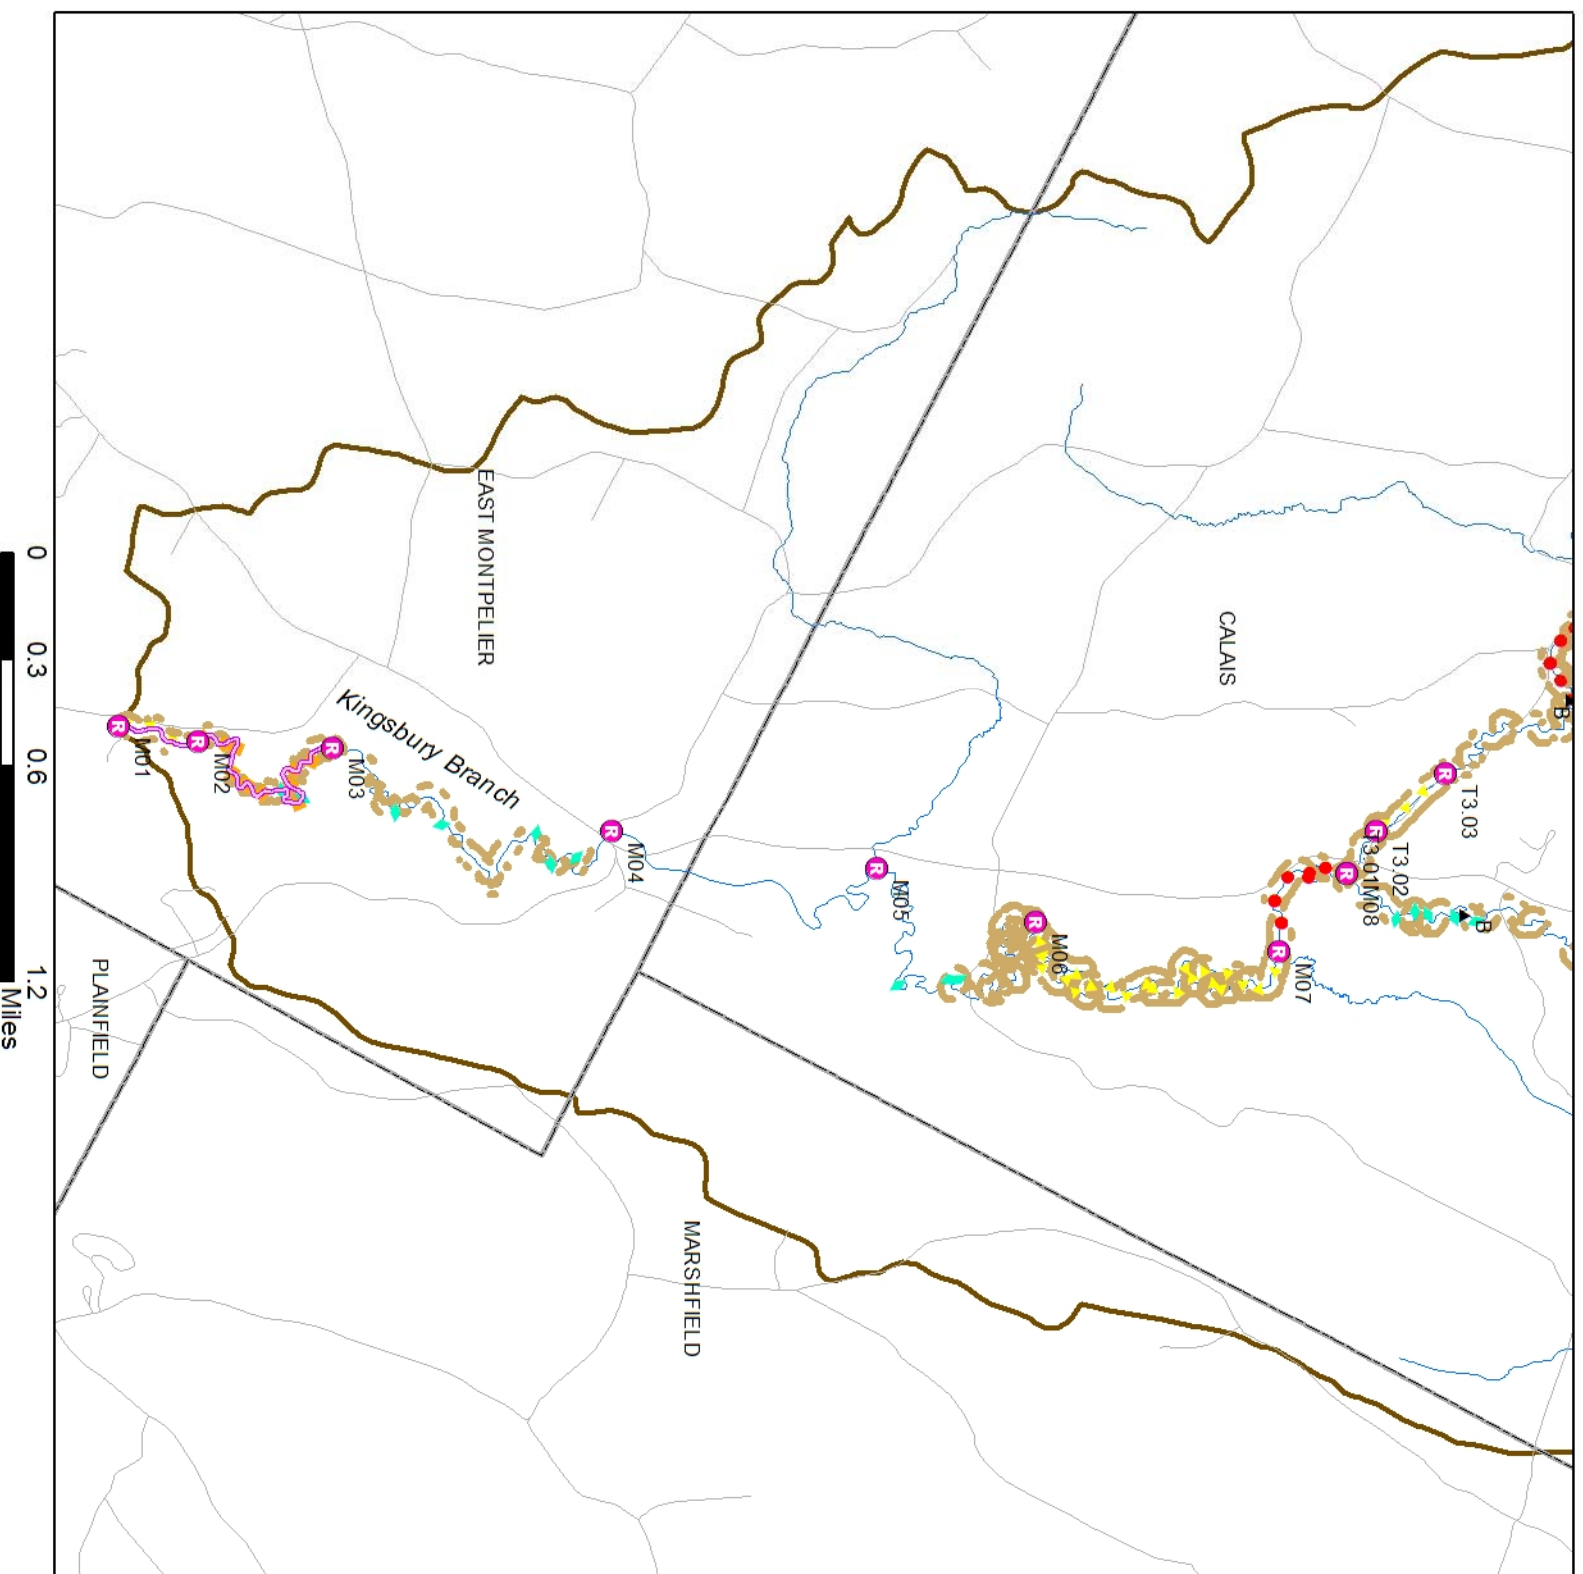 CALAIS
B
T3.03
T3.02
T3.01
M08
B
M07
M06
M05
M04
EAST MONTPELIER
Kingsbury Branch
M03
M02
M01
MARSHFIELD
PLAINFIELD
0 0.3 0.6 1.2
Miles
R
R
R
R
R
R
R
R
R
R